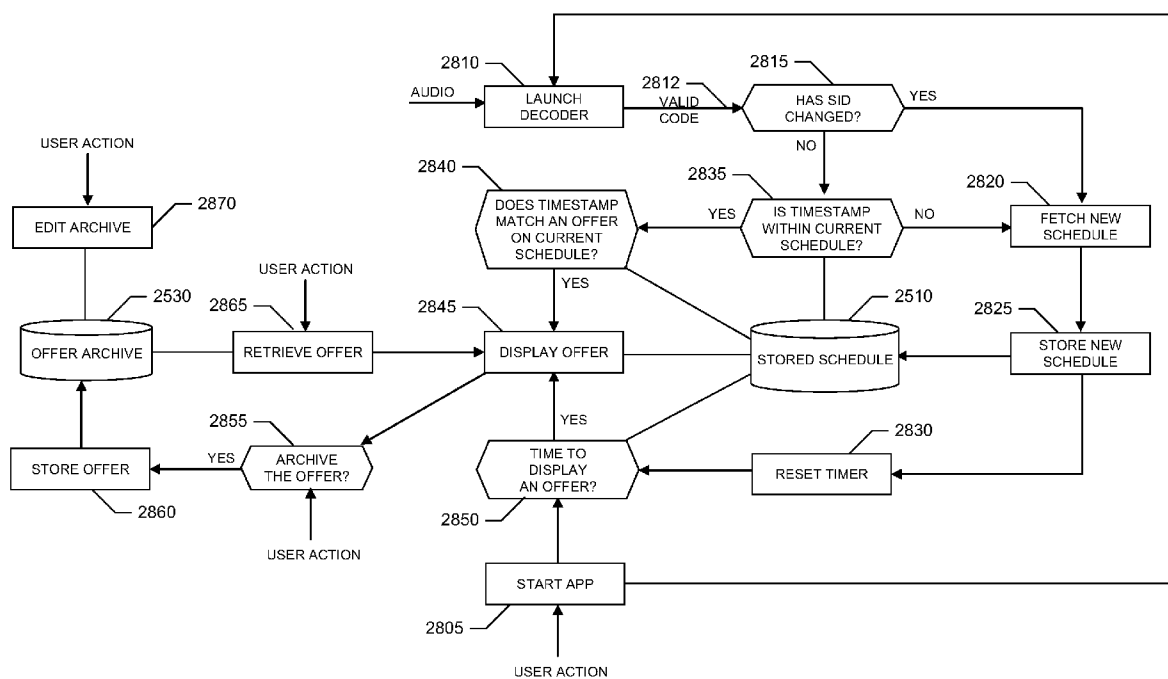 2810
2812
2815
AUDIO
LAUNCH
DECODER
VALID
CODE
HAS SID
CHANGED?
YES
NO
USER ACTION
2840
2835
2820
2870
EDIT ARCHIVE
DOES TIMESTAMP
MATCH AN OFFER
ON CURRENT
SCHEDULE?
YES
IS TIMESTAMP
WITHIN CURRENT
SCHEDULE?
NO
FETCH NEW
SCHEDULE
USER ACTION
YES
2530
2865
2845
2510
2825
OFFER ARCHIVE
RETRIEVE OFFER
DISPLAY OFFER
STORED SCHEDULE
STORE NEW
SCHEDULE
2855
YES
2830
STORE OFFER
YES
ARCHIVE
THE OFFER?
TIME TO
DISPLAY
AN OFFER?
RESET TIMER
2860
2850
USER ACTION
START APP
2805
USER ACTION